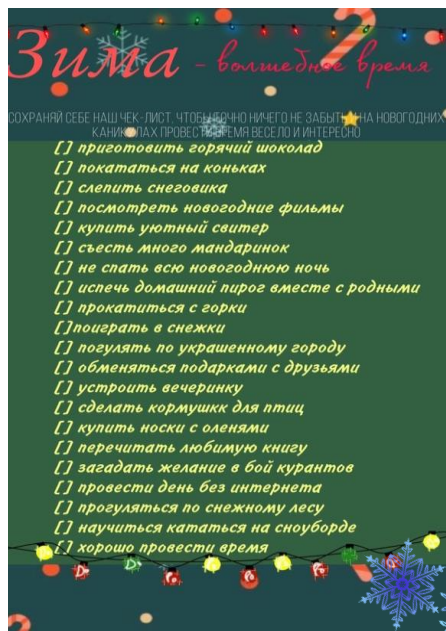 Зима - волшебное время
СОХРАНЯЙ СЕБЕ НАШ ЧЕК-ЛИСТ, ЧТОБЫ ТОЧНО НИЧЕГО НЕ ЗАБЫТЬ И НА НОВОГОДНИХ
КАНИКУЛАХ ПРОВЕСТИ ВРЕМЯ ВЕСЕЛО И ИНТЕРЕСНО
[] приготовить горячий шоколад
[] покататься на коньках
[] слепить снеговика
[] посмотреть новогодние фильмы
[] купить уютный свитер
[] съесть много мандаринок
[] не спать всю новогоднюю ночь
[] испечь домашний пирог вместе с родными
[] прокатиться с горки
[]поиграть в снежки
[] погулять по украшенному городу
[] обменяться подарками с друзьями
[] устроить вечеринку
[] сделать кормушкк для птиц
[] купить носки с оленями
[] перечитать любимую книгу
[] загадать желание в бой курантов
[] провести день без интернета
[] прогуляться по снежному лесу
[] научиться кататься на сноуборде
[] хорошо провести время